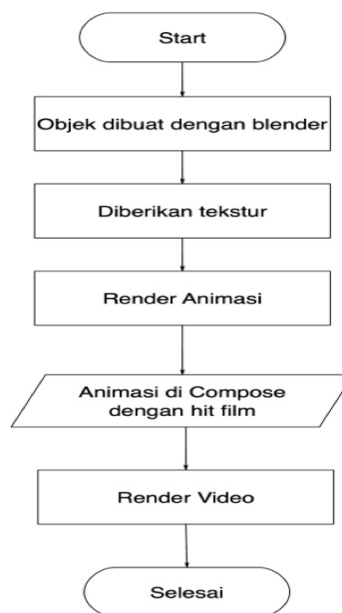 Start
Objek dibuat dengan blender
Diberikan tekstur
Render Animasi
Animasi di Compose
dengan hit film
Render Video
Selesai